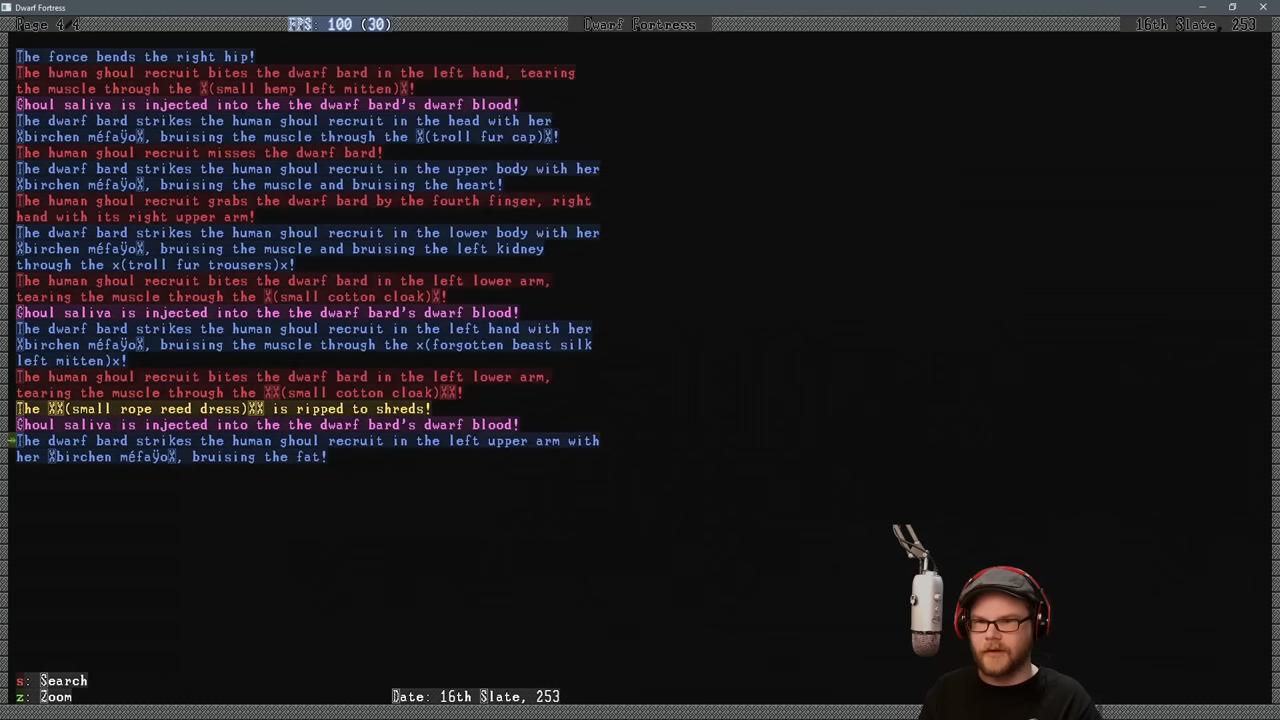 Dwarf Fortress
Page 4/4 FPS: 100 (30) Dwarf Fortress 16th Slate, 253
The force bends the right hip!
The human ghoul recruit bites the dwarf bard in the left hand, tearing
the muscle through the X(small hemp left mitten)X!
Ghoul saliva is injected into the the dwarf bard's dwarf blood!
The dwarf bard strikes the human ghoul recruit in the head with her
XbirchenméfaÿoX, bruising the muscle through the X(troll fur cap)X!
The human ghoul recruit misses the dwarf bard!
The dwarf bard strikes the human ghoul recruit in the upper body with her
Xbirchen méfaÿoX, bruising the muscle and bruising the heart!
The human ghoul recruit grabs the dwarf bard by the fourth finger, right
hand with its right upper arm!
The dwarf bard strikes the human ghoul recruit in the lower body with her
Xbirchen méfaÿoX, bruising the muscle and bruising the left kidney
through the x(troll fur trousers)x!
The human ghoul recruit bites the dwarf bard in the left lower arm,
tearing the muscle through the X(small cotton cloak)X!
Ghoul saliva is injected into the the dwarf bard's dwarf blood!
The dwarf bard strikes the human ghoul recruit in the left hand with her
Xbirchen méfaÿoX, bruising the muscle through the x(forgotten beast silk
left mitten)x!
The human ghoul recruit bites the dwarf bard in the left lower arm,
tearing the muscle through the XX(small cotton cloak)XX!
The XX(small rope reed dress)XX is ripped to shreds!
Ghoul saliva is injected into the the dwarf bard's dwarf blood!
The dwarf bard strikes the human ghoul recruit in the left upper arm with
her Xbirchen méfaÿoX, bruising the fat!
s: Search
z: Zoom Date: 16th Slate, 253